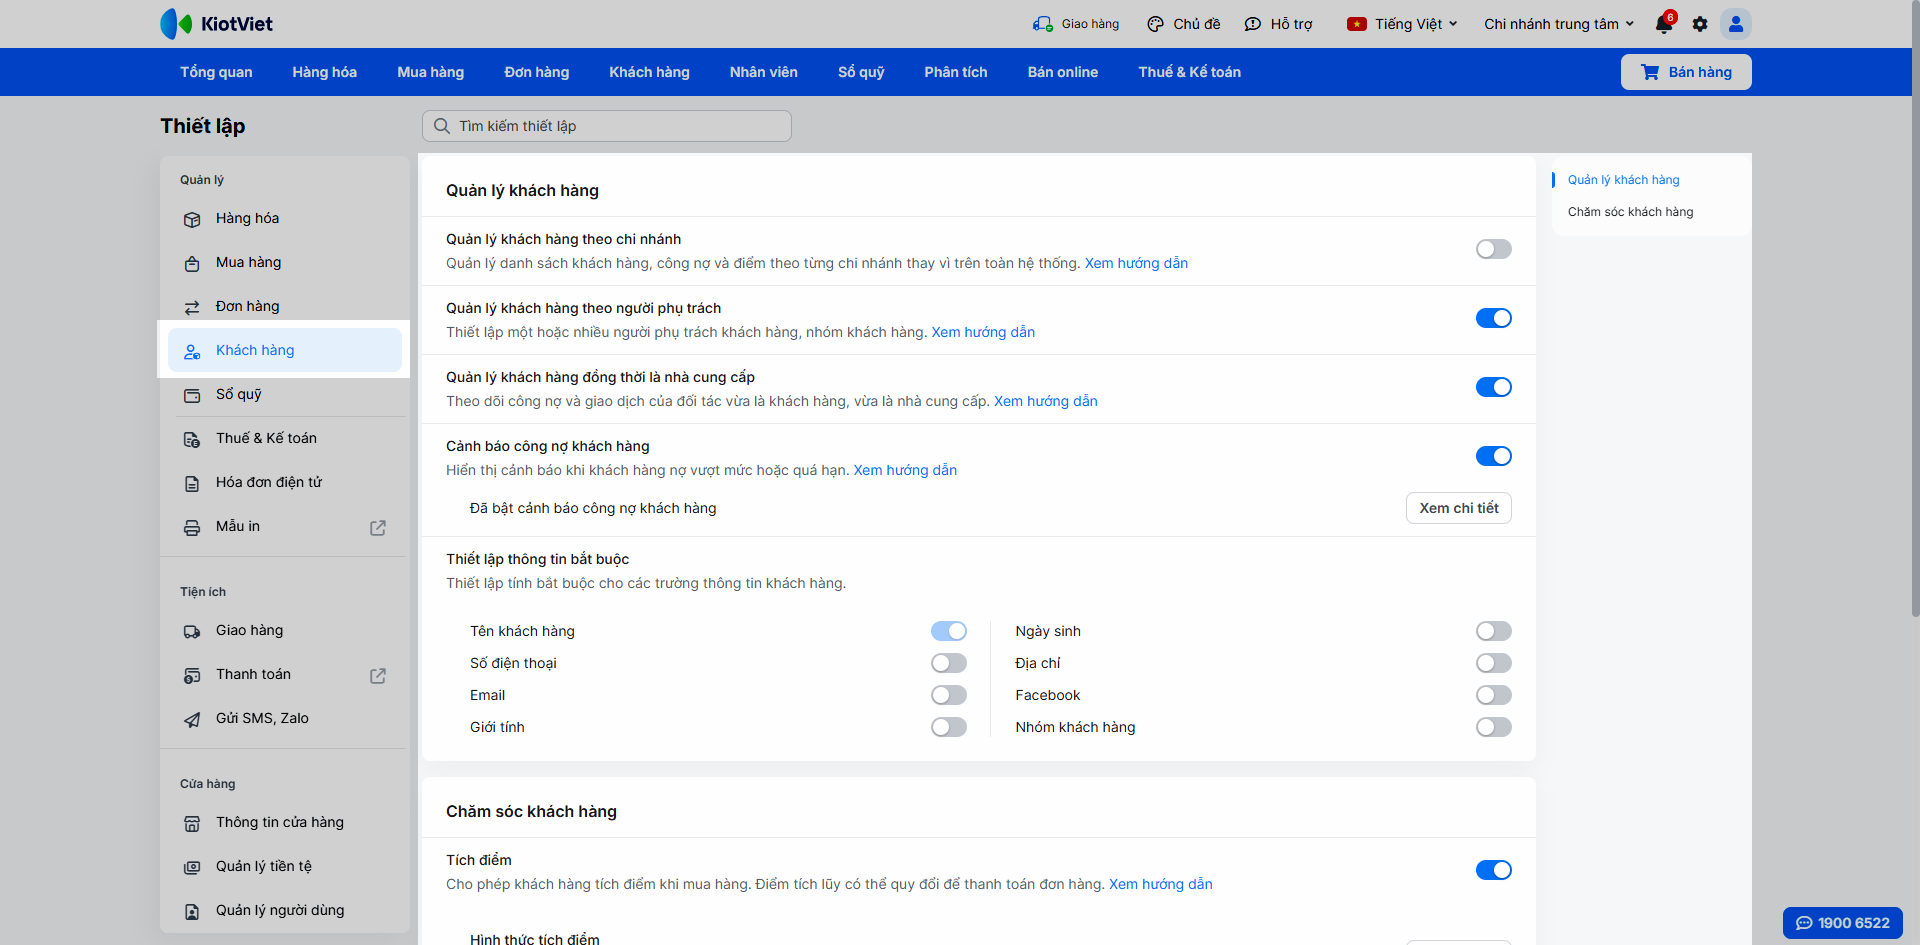 KiotViet
Giao hàng
Chủ đề
Hỗ trợ
Tiếng Việt
Chi nhánh trung tâm
6
Tổng quan
Hàng hóa
Mua hàng
Đơn hàng
Khách hàng
Nhân viên
Sổ quỹ
Phân tích
Bán online
Thuế & Kế toán
Bán hàng
Thiết lập
Tìm kiếm thiết lập
Quản lý
Hàng hóa
Mua hàng
Đơn hàng
Khách hàng
Sổ quỹ
Thuế & Kế toán
Hóa đơn điện tử
Mẫu in
Tiện ích
Giao hàng
Thanh toán
Gửi SMS, Zalo
Cửa hàng
Thông tin cửa hàng
Quản lý tiền tệ
Quản lý người dùng
Quản lý khách hàng
Quản lý khách hàng theo chi nhánh
Quản lý danh sách khách hàng, công nợ và điểm theo từng chi nhánh thay vì trên toàn hệ thống. Xem hướng dẫn
Quản lý khách hàng theo người phụ trách
Thiết lập một hoặc nhiều người phụ trách khách hàng, nhóm khách hàng. Xem hướng dẫn
Quản lý khách hàng đồng thời là nhà cung cấp
Theo dõi công nợ và giao dịch của đối tác vừa là khách hàng, vừa là nhà cung cấp. Xem hướng dẫn
Cảnh báo công nợ khách hàng
Hiển thị cảnh báo khi khách hàng nợ vượt mức hoặc quá hạn. Xem hướng dẫn
Đã bật cảnh báo công nợ khách hàng
Xem chi tiết
Thiết lập thông tin bắt buộc
Thiết lập tính bắt buộc cho các trường thông tin khách hàng.
Tên khách hàng
Số điện thoại
Email
Giới tính
Ngày sinh
Địa chỉ
Facebook
Nhóm khách hàng
Chăm sóc khách hàng
Tích điểm
Cho phép khách hàng tích điểm khi mua hàng. Điểm tích lũy có thể quy đổi để thanh toán đơn hàng. Xem hướng dẫn
Hình thức tích điểm
Quản lý khách hàng
Chăm sóc khách hàng
1900 6522